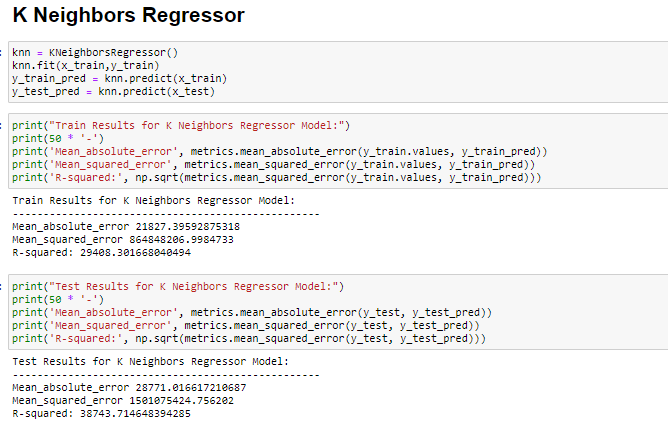 K Neighbors Regressor
knn = KNeighborsRegressor()
knn.fit(x_train,y_train)
y_train_pred = knn.predict(x_train)
y_test_pred = knn.predict(x_test)
print("Train Results for K Neighbors Regressor Model:")
print(50 * '-')
print('Mean_absolute_error', metrics.mean_absolute_error(y_train.values, y_train_pred))
print('Mean_squared_error', metrics.mean_squared_error(y_train.values, y_train_pred))
print('R-squared:', np.sqrt(metrics.mean_squared_error(y_train.values, y_train_pred)))
Train Results for K Neighbors Regressor Model:
--------------------------------------------------
Mean_absolute_error 21827.39592875318
Mean_squared_error 864848206.9984733
R-squared: 29408.301668040494
print("Test Results for K Neighbors Regressor Model:")
print(50 * '-')
print('Mean_absolute_error', metrics.mean_absolute_error(y_test, y_test_pred))
print('Mean_squared_error', metrics.mean_squared_error(y_test, y_test_pred))
print('R-squared:', np.sqrt(metrics.mean_squared_error(y_test, y_test_pred)))
Test Results for K Neighbors Regressor Model:
--------------------------------------------------
Mean_absolute_error 28771.016617210687
Mean_squared_error 1501075424.756202
R-squared: 38743.714648394285